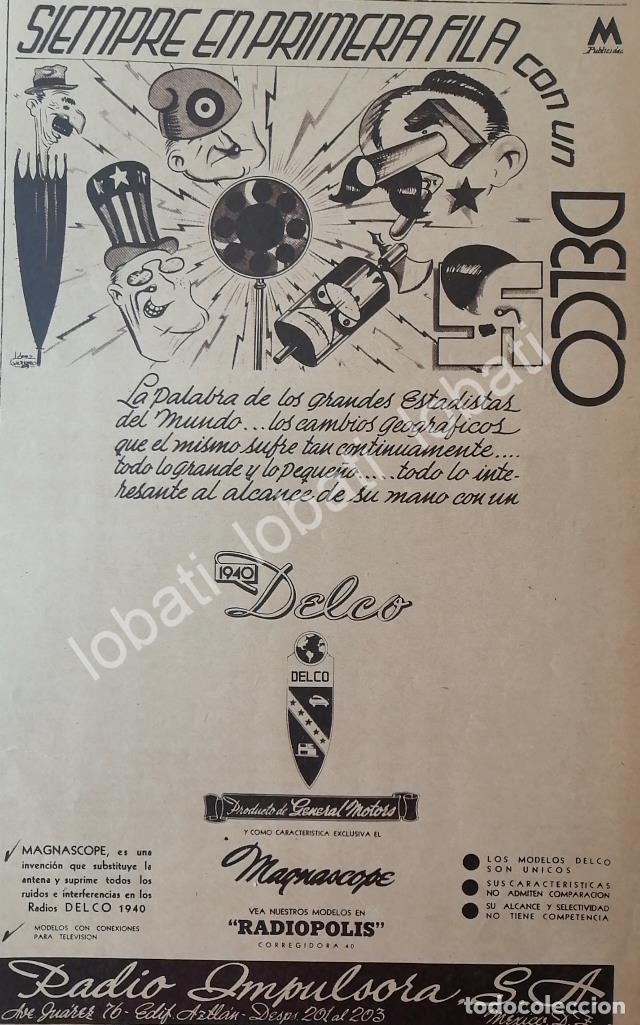 SIEMPRE EN PRIMERA FILA CON UN DELCO
M
Publicidad
La Palabra de los grandes Estadistas
del Mundo...los cambios Geográficos
que el mismo sufre tan continuamente....
todo lo grande y lo pequeño.....todo lo inte-
resante al alcance de su mano con un
1940
Delco
DELCO
Producto de General Motors
Y COMO CARACTERISTICA EXCLUSIVA EL
Magnascope
VEA NUESTROS MODELOS EN
"RADIOPOLIS"
CORREGIDORA 40
MAGNASCOPE, es una
invención que substituye la
antena y suprime todos los
ruidos e interferencias en los
Radios DELCO 1940
MODELOS CON CONEXIONES
PARA TELEVISION
LOS MODELOS DELCO
SON UNICOS
SUS CARACTERISTICAS
NO ADMITEN COMPARACION
SU ALCANCE Y SELECTIVIDAD
NO TIENE COMPETENCIA
Radio Impulsora, S.A.
Ave Juárez 76 - Edif. Aztlán - Desps. 201 al 203
México, D. F.
lobati lobati lobati
todocoleccion